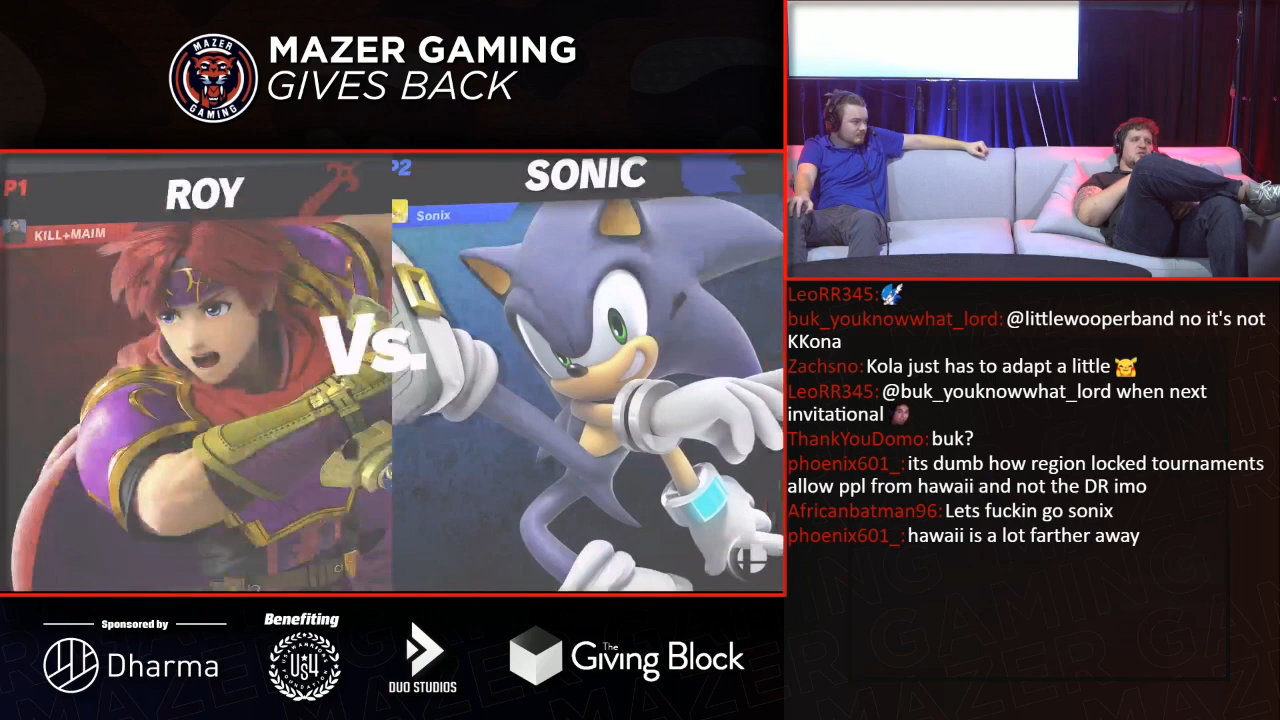 MAZER GAMING
GIVES BACK
MAZER
GAMING
P1
ROY
KILL+MAIM
P2
SONIC
Sonix
Vs.
LeoRR345:
buk_youknowwhat_lord: @littlewooperband no it's not
KKona
Zachsno: Kola just has to adapt a little
LeoRR345: @buk_youknowwhat_lord when next
invitational
ThankYouDomo: buk?
phoenix601_: its dumb how region locked tournaments
allow ppl from hawaii and not the DR imo
Africanbatman96: Lets fuckin go sonix
phoenix601_: hawaii is a lot farther away
Sponsored by
Dharma
Benefiting
US4
DUO STUDIOS
The
Giving Block